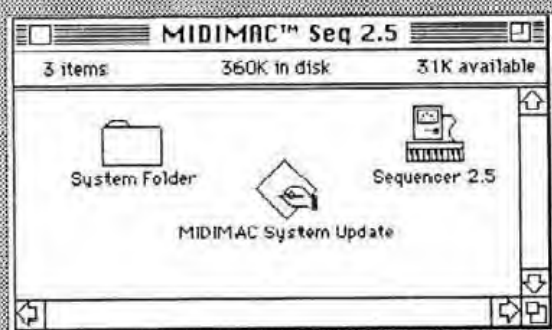 MIDIMAC™ Seq 2.5
3 items 360K in disk 31K available
System Folder
Sequencer 2.5
MIDIMAC System Update